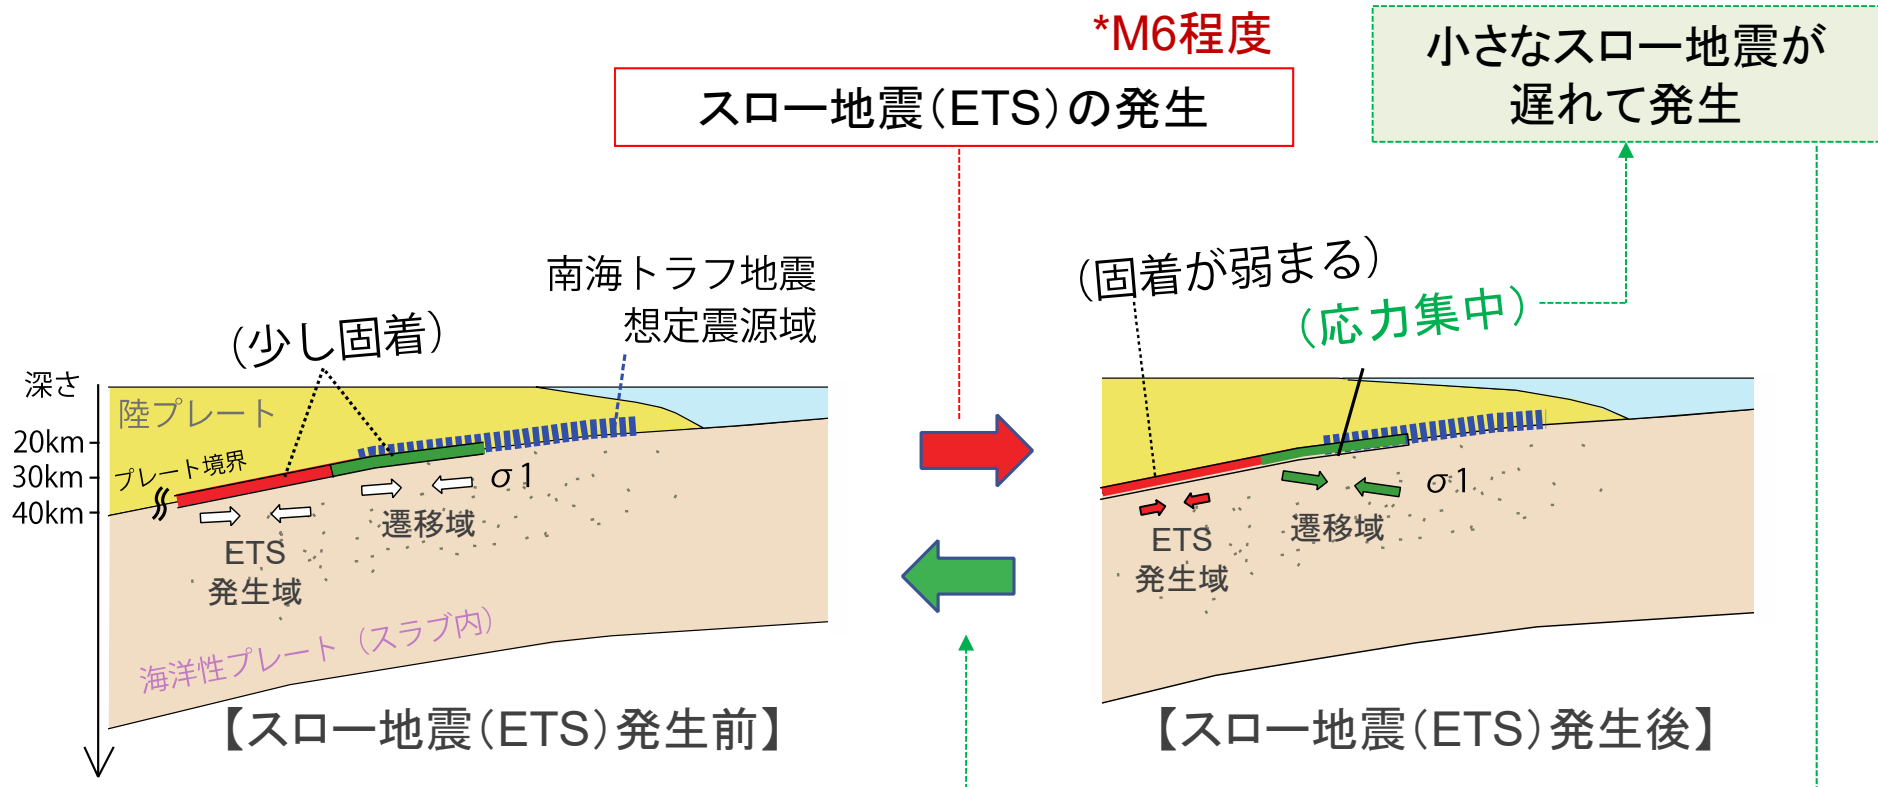 *M6程度
スロー地震(ETS)の発生
小さなスロー地震が
遅れて発生
南海トラフ地震
想定震源域
(少し固着)
深さ
陸プレート
20km
プレート境界
30km
40km
σ1
遷移域
ETS
発生域
海洋性プレート(スラブ内)
【スロー地震(ETS)発生前】
(固着が弱まる)
(応力集中)
σ1
遷移域
ETS
発生域
【スロー地震(ETS)発生後】